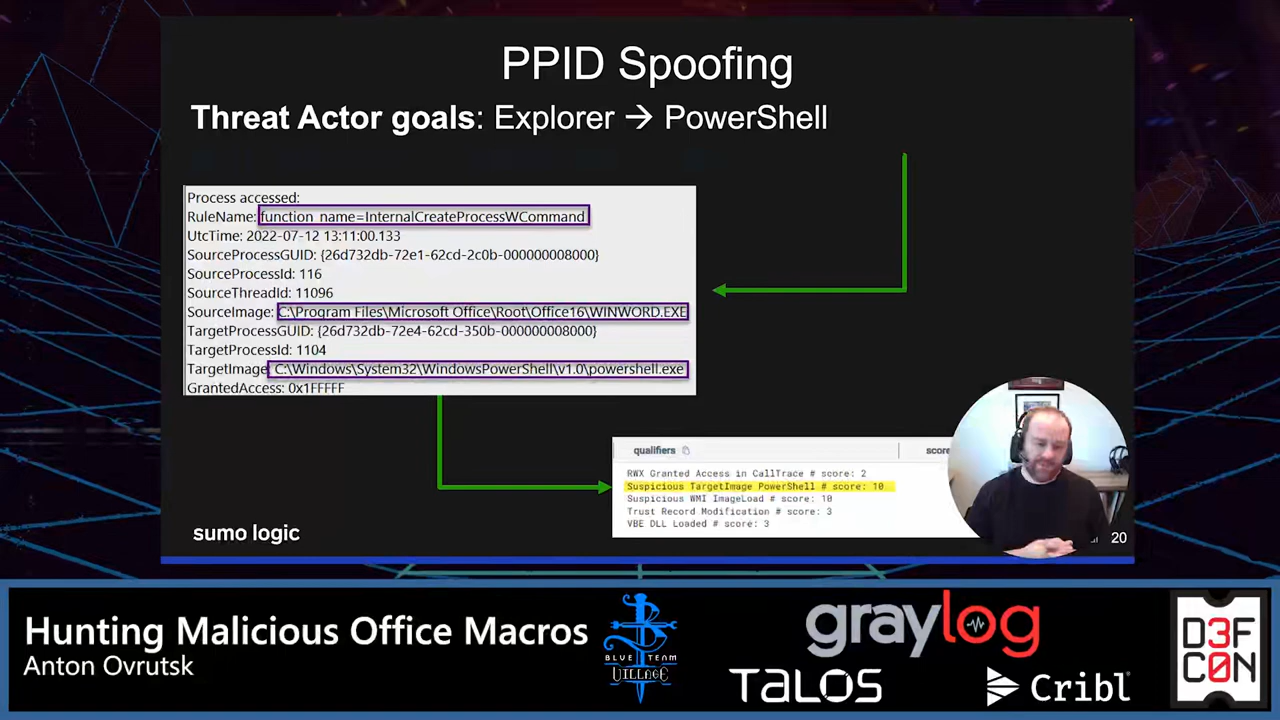 PPID Spoofing
Threat Actor goals: Explorer → PowerShell
Process accessed:
RuleName: function_name=InternalCreateProcessWCommand
UtcTime: 2022-07-12 13:11:00.133
SourceProcessGUID: {26d732db-72e1-62cd-2c0b-000000008000}
SourceProcessId: 116
SourceThreadId: 11096
SourceImage: C:\Program Files\Microsoft Office\Root\Office16\WINWORD.EXE
TargetProcessGUID: {26d732db-72e4-62cd-350b-000000008000}
TargetProcessId: 1104
TargetImage: C:\Windows\System32\WindowsPowerShell\v1.0\powershell.exe
GrantedAccess: 0x1FFFFF
qualifiers score
RWX Granted Access in CallTrace # score: 2
Suspicious TargetImage PowerShell # score: 10
Suspicious WMI ImageLoad # score: 10
Trust Record Modification # score: 3
VBE DLL Loaded # score: 3
sumo logic
20
Hunting Malicious Office Macros
Anton Ovrutsk
BLUE TEAM
VILLAGE
graylog
TALOS
Cribl
D3F
C0N